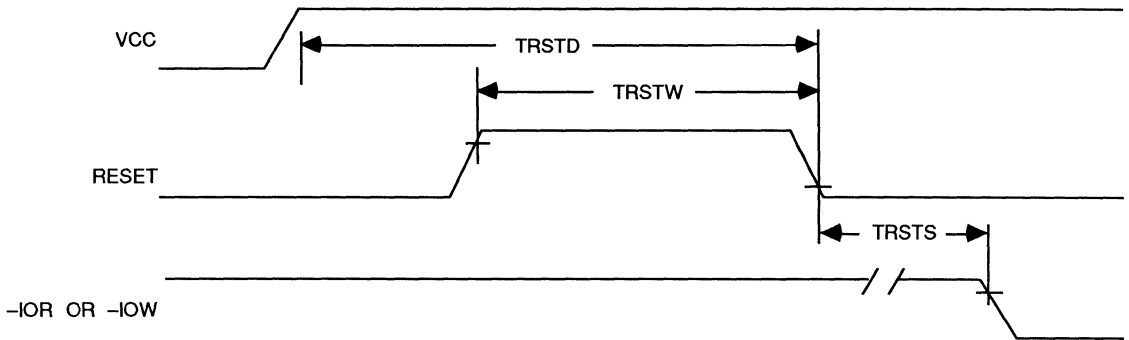 VCC
TRSTD
TRSTW
RESET
TRSTS
–IOR OR –IOW